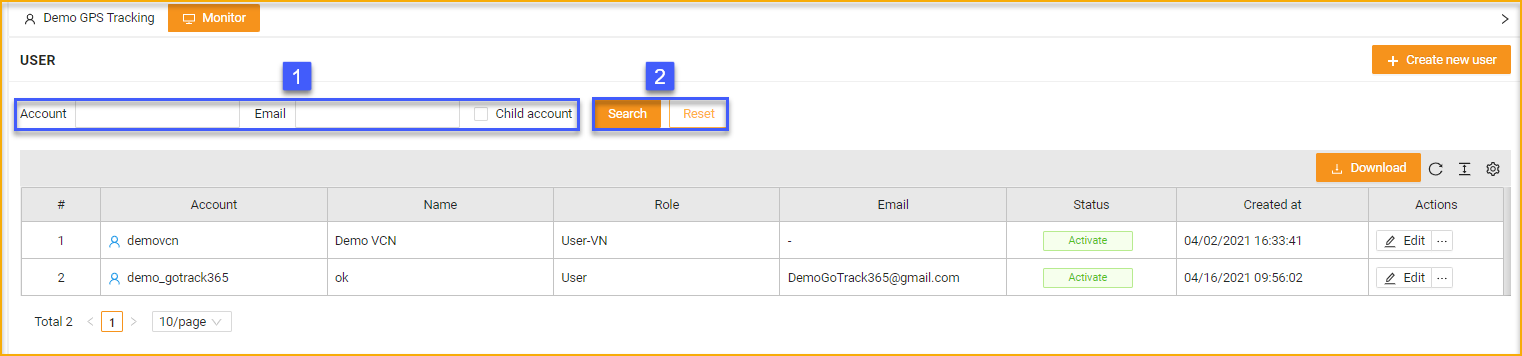 Demo GPS Tracking Monitor
USER
Create new user
1 2
Account Email Child account Search Reset
Download
# Account Name Role Email Status Created at Actions
1 demovcn Demo VCN User-VN - Activate 04/02/2021 16:33:41 Edit ...
2 demo_gotrack365 ok User DemoGoTrack365@gmail.com Activate 04/16/2021 09:56:02 Edit ...
Total 2 < 1 > 10/page